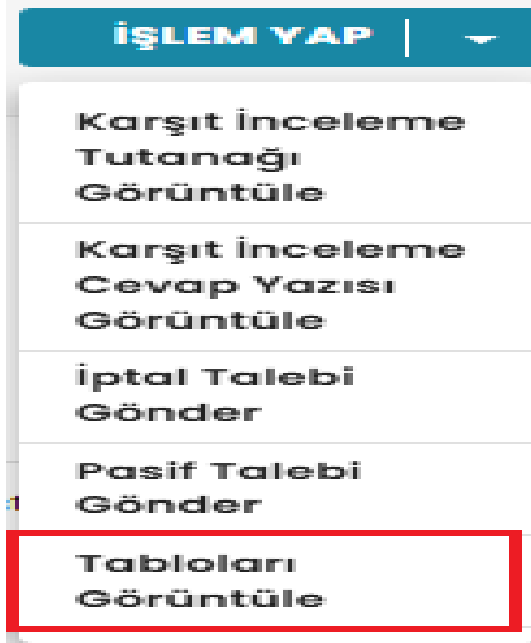 İŞLEM YAP
Karşıt İnceleme
Tutanağı
Görüntüle
Karşıt İnceleme
Cevap Yazısı
Görüntüle
İptal Talebi
Gönder
Pasif Talebi
Gönder
Tabloları
Görüntüle